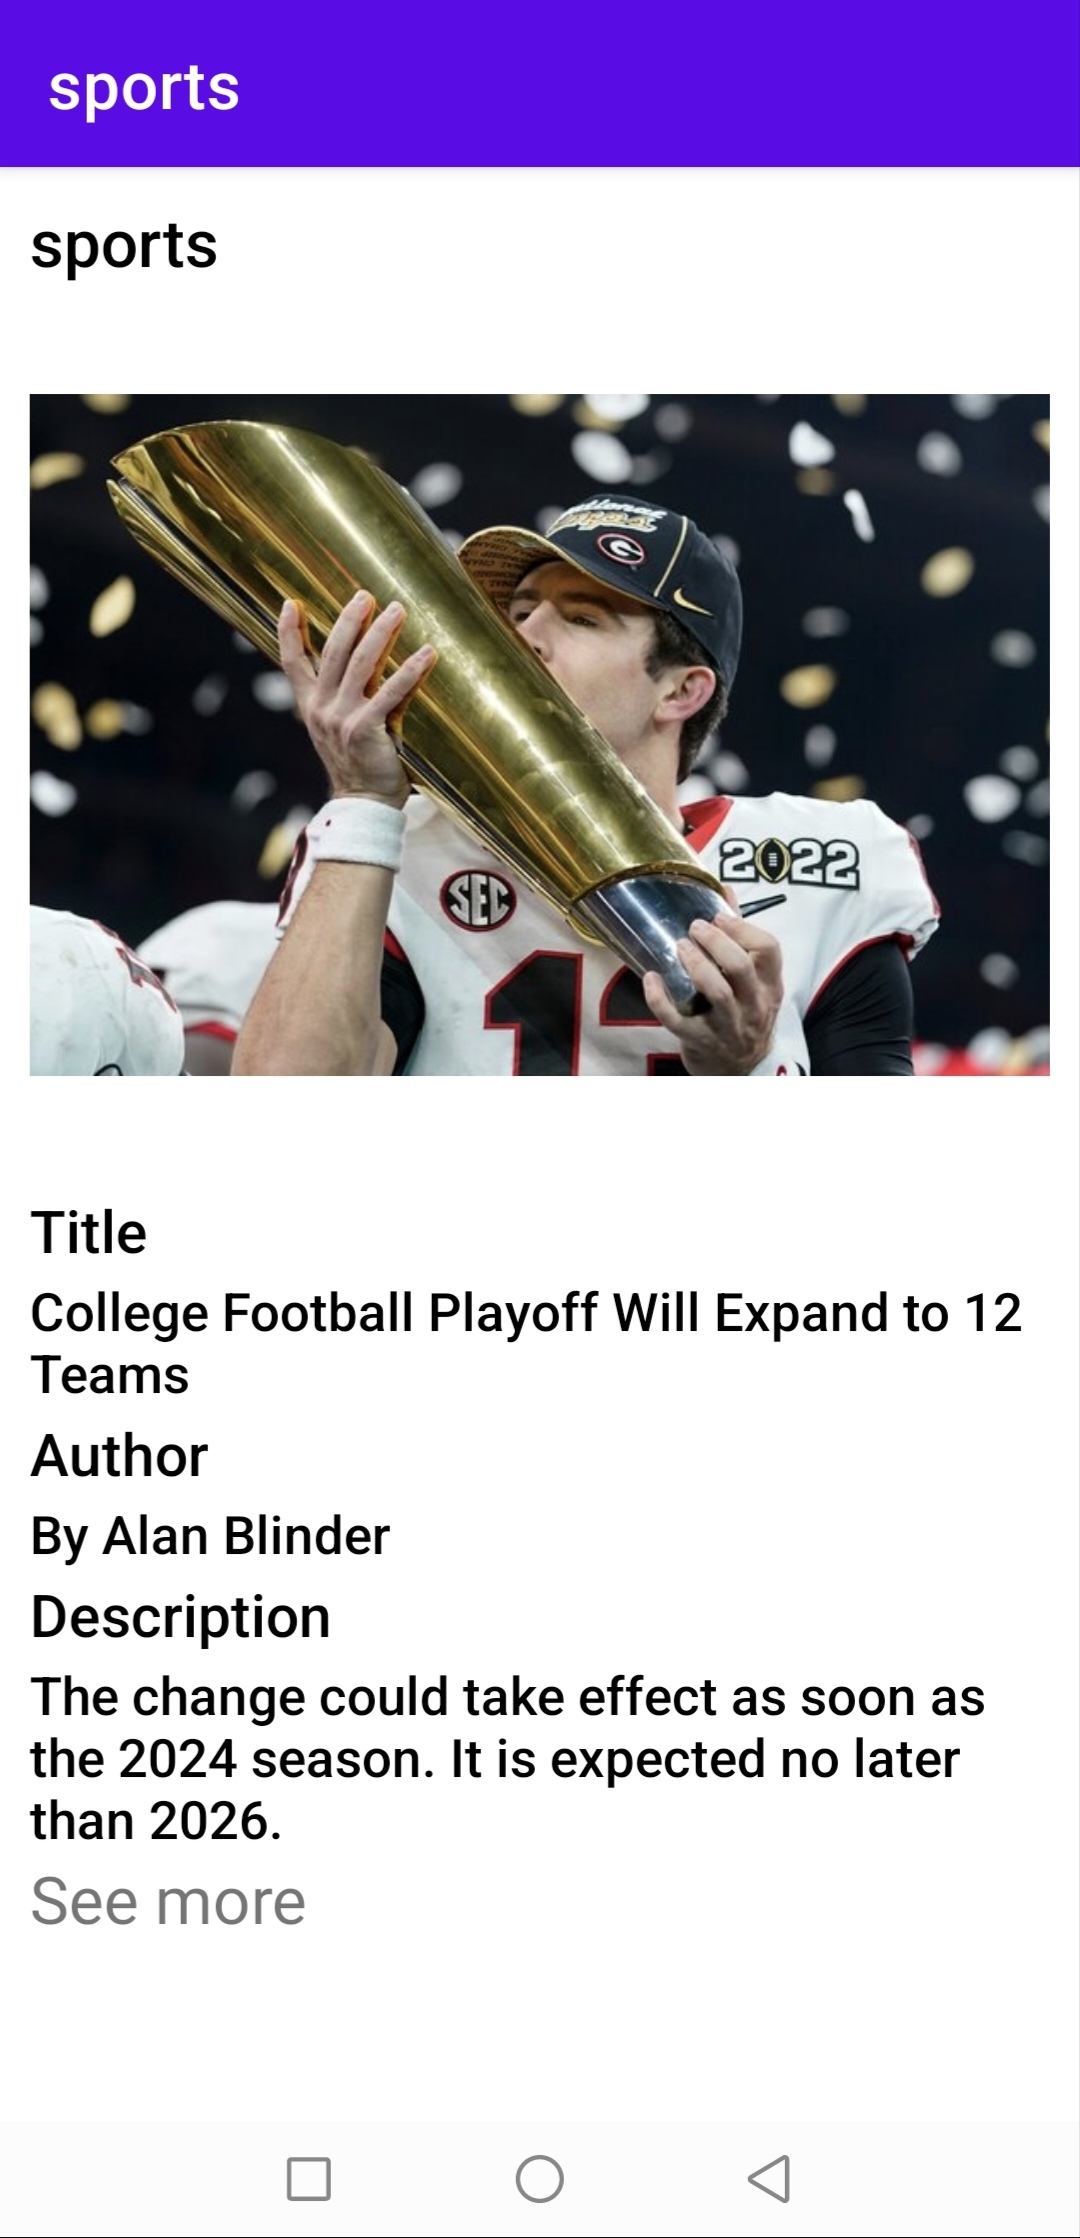 sports
sports
SEC
2022
13
Title
College Football Playoff Will Expand to 12
Teams
Author
By Alan Blinder
Description
The change could take effect as soon as
the 2024 season. It is expected no later
than 2026.
See more